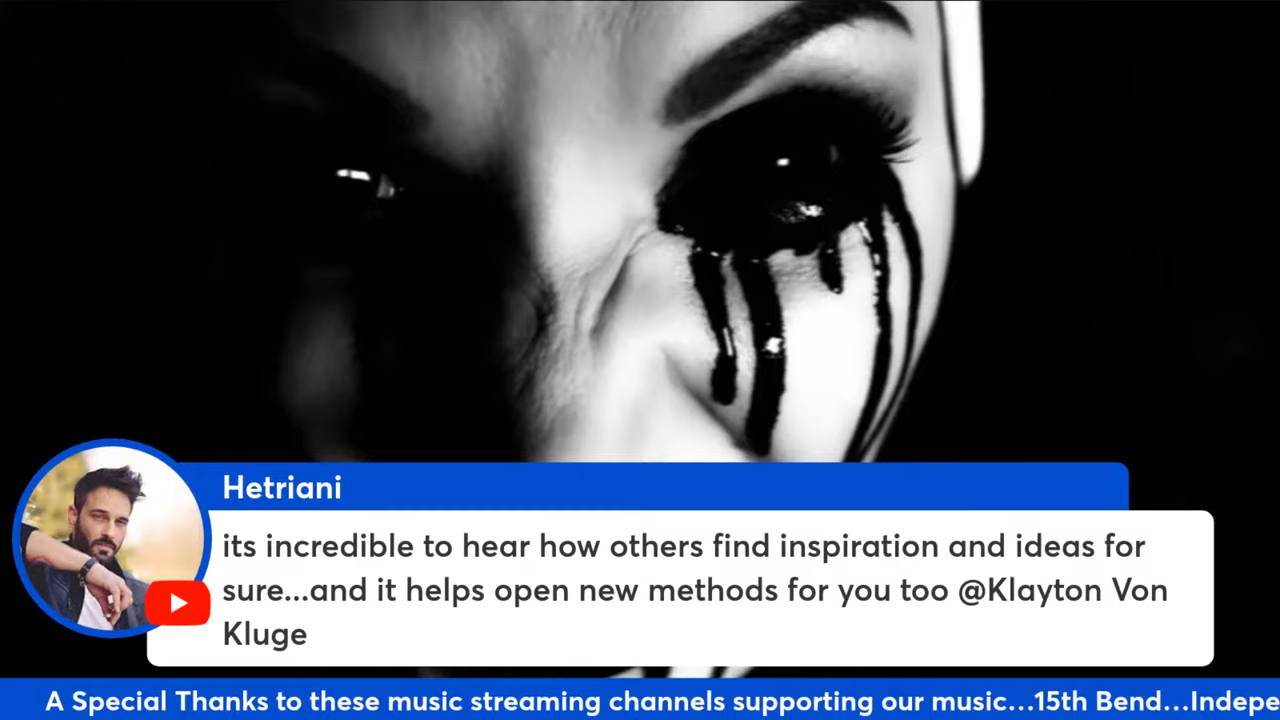 Hetriani
its incredible to hear how others find inspiration and ideas for
sure...and it helps open new methods for you too @Klayton Von
Kluge
A Special Thanks to these music streaming channels supporting our music...15th Bend...Indepe